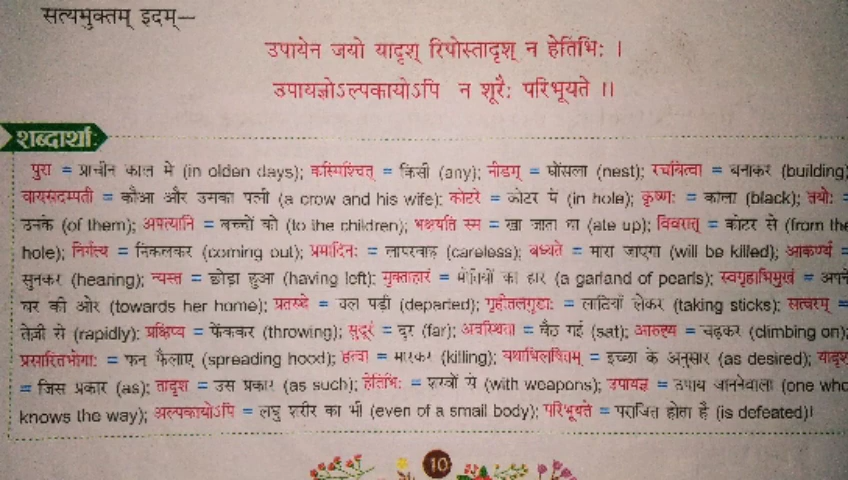 सत्यमुक्तम् इदम्—
उपायेन जयो यादृश् रिपोस्तादृश् न हेतिभिः ।
उपायज्ञोऽल्पकायोऽपि न शूरैः परिभूयते ।।
शब्दार्थाः
पुरा = प्राचीन काल में (in olden days); कस्मिंश्चित् = किसी (any); नीडम् = घोंसला (nest); रचयित्वा = बनाकर (building)
वायसदम्पती = कौआ और उसका पत्नी (a crow and his wife); कोटरे = कोटर में (in hole); कृष्णः = काला (black); तयोः =
उनके (of them); अपत्यानि = बच्चों को (to the children); भक्षयति स्म = खा जाता था (ate up); विवरात् = कोटर से (from the
hole); निर्गत्य = निकलकर (coming out); प्रमादिनः = लापरवाह (careless); बध्यते = मारा जाएगा (will be killed); आकर्ण्य =
सुनकर (hearing); न्यस्त = छोड़ा हुआ (having left); मुक्ताहारं = मोतियों का हार (a garland of pearls); स्वगृहाभिमुखं = अपने
घर की ओर (towards her home); प्रतस्थे = चल पड़ी (departed); गृहीतलगुडाः = लाठियाँ लेकर (taking sticks); सत्वरम् =
तेज़ी से (rapidly); प्रक्षिप्य = फेंककर (throwing); सुदूरं = दूर (far); अवस्थिता = बैठ गई (sat); आरुह्य = चढ़कर (climbing on);
प्रसारितभोगः = फन फैलाए (spreading hood); हत्वा = मारकर (killing); यथाभिलषितम् = इच्छा के अनुसार (as desired); यादृश्
= जिस प्रकार (as); तादृश = उस प्रकार (as such); हेतिभिः = शस्त्रों से (with weapons); उपायज्ञ = उपाय जाननेवाला (one who
knows the way); अल्पकायोऽपि = लघु शरीर का भी (even of a small body); परिभूयते = पराजित होता है (is defeated)।
10